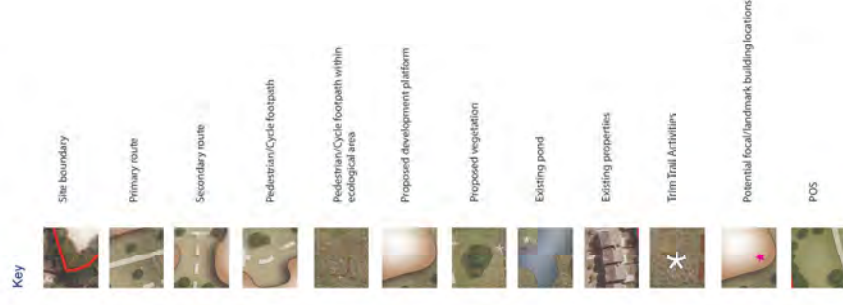 Key
Site boundary
Primary route
Secondary route
Pedestrian/Cycle footpath
Pedestrian/Cycle footpath within
ecological area
Proposed development platform
Proposed vegetation
Existing pond
Existing properties
Trim Trail Activities
Potential focal/landmark building locations
POS